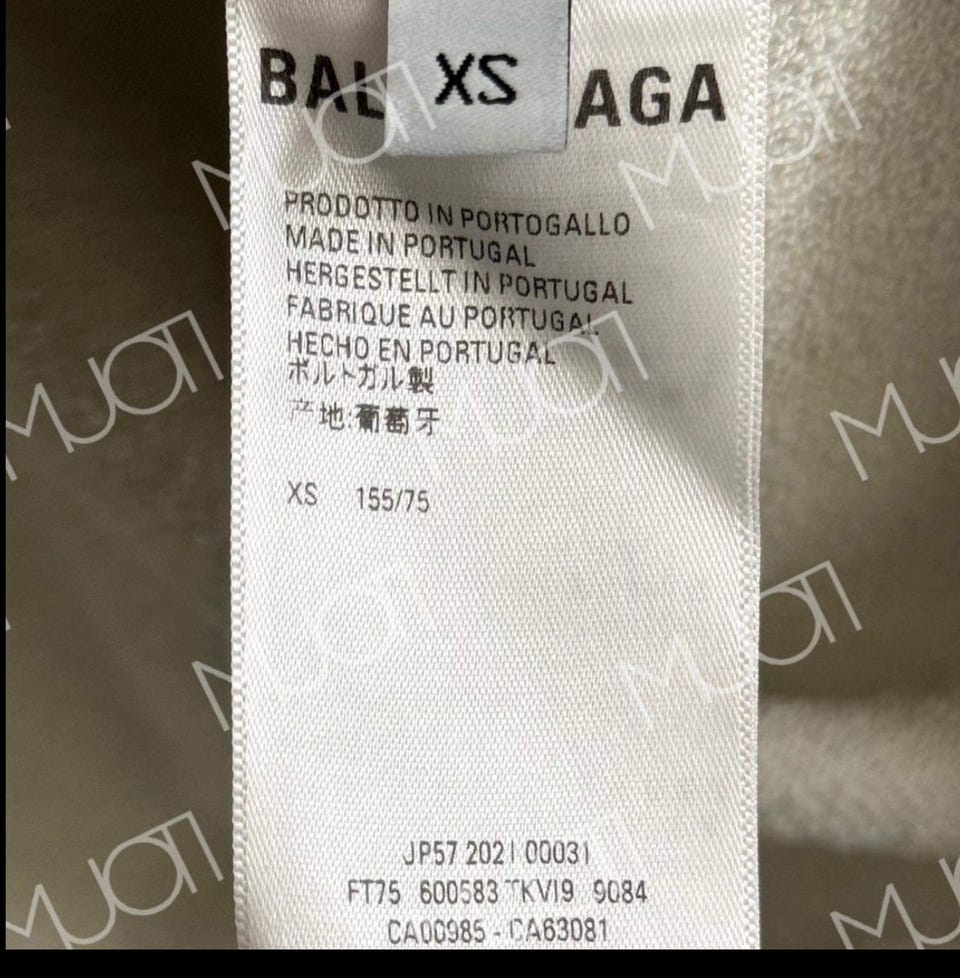 BAL XS AGA
PRODOTTO IN PORTOGALLO
MADE IN PORTUGAL
HERGESTELLT IN PORTUGAL
FABRIQUE AU PORTUGAL
HECHO EN PORTUGAL
ポルトガル製
产地:葡萄牙
XS 155/75
JP57 2021 00031
FT75 600583 TKVI9 9084
CA00985 - CA63081